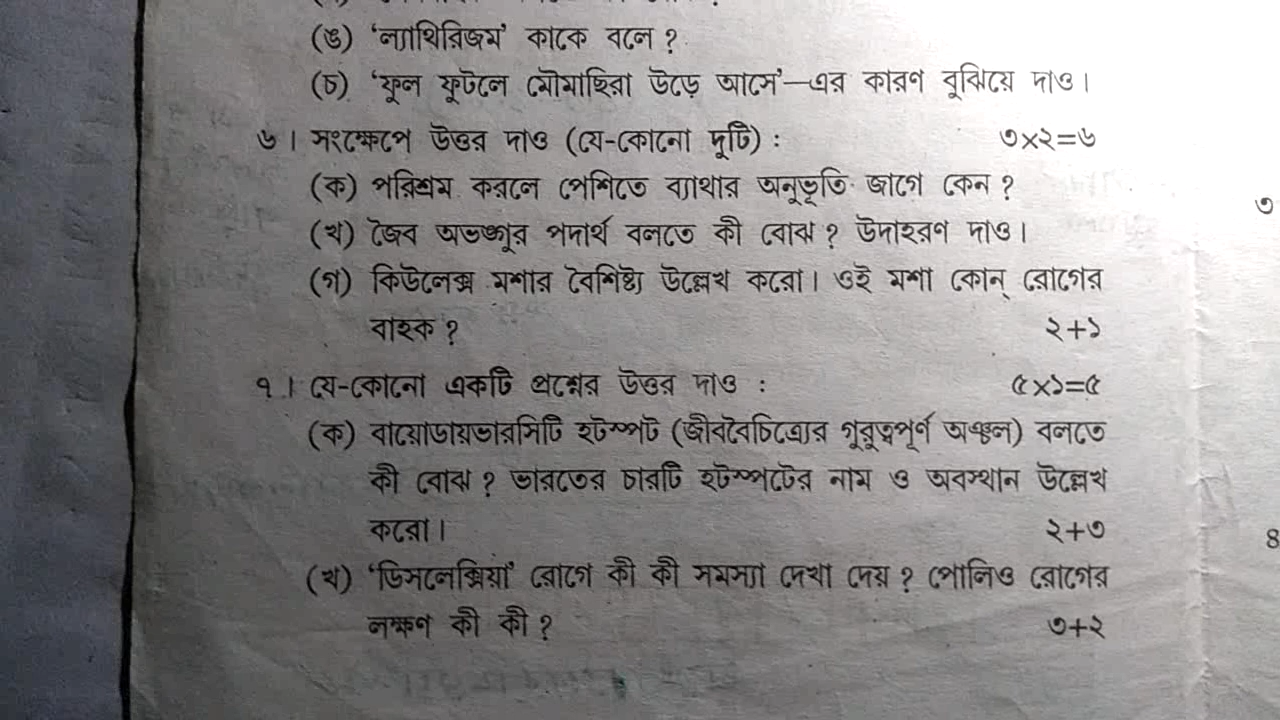 (ঙ) ‘ল্যাথিরিজম’ কাকে বলে ?
(চ) ‘ফুল ফুটলে মৌমাছিরা উড়ে আসে’—এর কারণ বুঝিয়ে দাও।
৬। সংক্ষেপে উত্তর দাও (যে-কোনো দুটি) : ৩×২=৬
(ক) পরিশ্রম করলে পেশিতে ব্যাথার অনুভূতি জাগে কেন ?
৩
(খ) জৈব অভঙ্গুর পদার্থ বলতে কী বোঝ ? উদাহরণ দাও।
(গ) কিউলেক্স মশার বৈশিষ্ট্য উল্লেখ করো। ওই মশা কোন্ রোগের
বাহক ? ২+১
৭। যে-কোনো একটি প্রশ্নের উত্তর দাও : ৫×১=৫
(ক) বায়োডায়ভারসিটি হটস্পট (জীববৈচিত্র্যের গুরুত্বপূর্ণ অঞ্চল) বলতে
কী বোঝ ? ভারতের চারটি হটস্পটের নাম ও অবস্থান উল্লেখ
করো। ২+৩
৪
(খ) ‘ডিসলেক্সিয়া’ রোগে কী কী সমস্যা দেখা দেয় ? পোলিও রোগের
লক্ষণ কী কী ? ৩+২